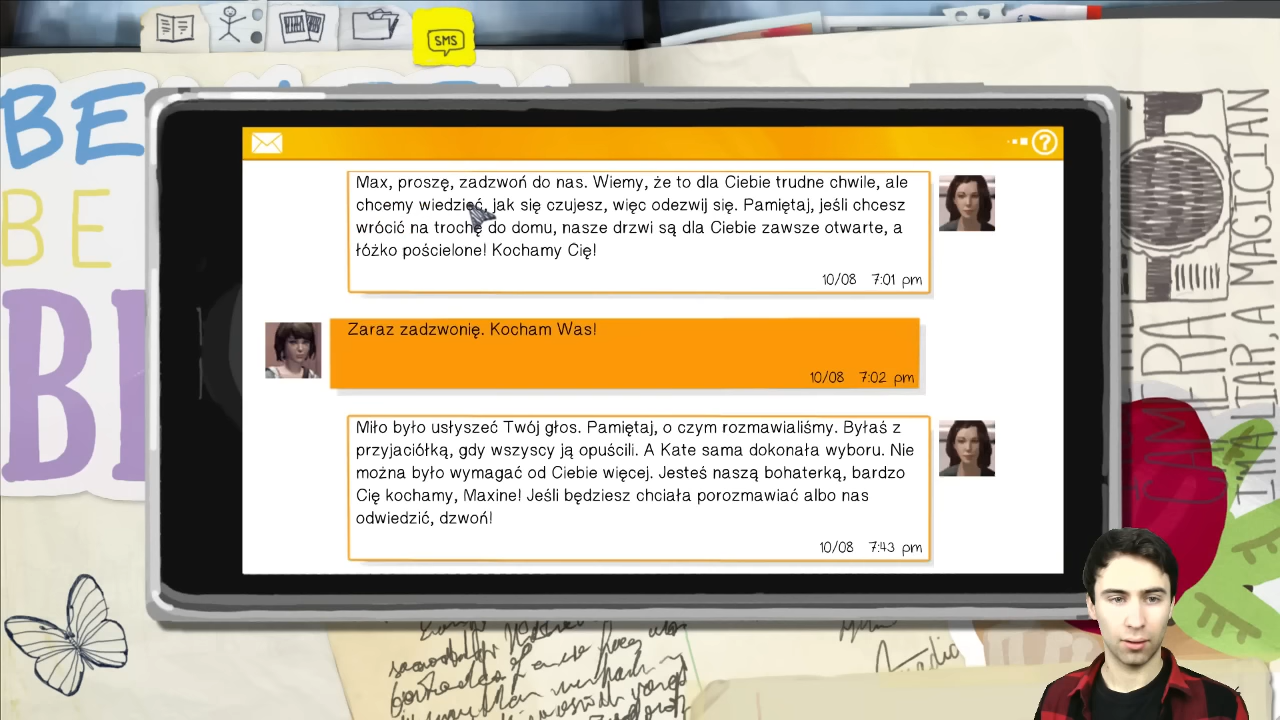 SMS
BE
BE
Max, proszę, zadzwoń do nas. Wiemy, że to dla Ciebie trudne chwile, ale
chcemy wiedzieć, jak się czujesz, więc odezwij się. Pamiętaj, jeśli chcesz
wrócić na trochę do domu, nasze drzwi są dla Ciebie zawsze otwarte, a
łóżko pościelone! Kochamy Cię!
10/08 7:01 pm
Zaraz zadzwonię. Kocham Was!
10/08 7:02 pm
Miło było usłyszeć Twój głos. Pamiętaj, o czym rozmawialiśmy. Byłaś z
przyjaciółką, gdy wszyscy ją opuścili. A Kate sama dokonała wyboru. Nie
można było wymagać od Ciebie więcej. Jesteś naszą bohaterką, bardzo
Cię kochamy, Maxine! Jeśli będziesz chciała porozmawiać albo nas
odwiedzić, dzwoń!
10/08 7:43 pm
CAMERA
MAGICIAN